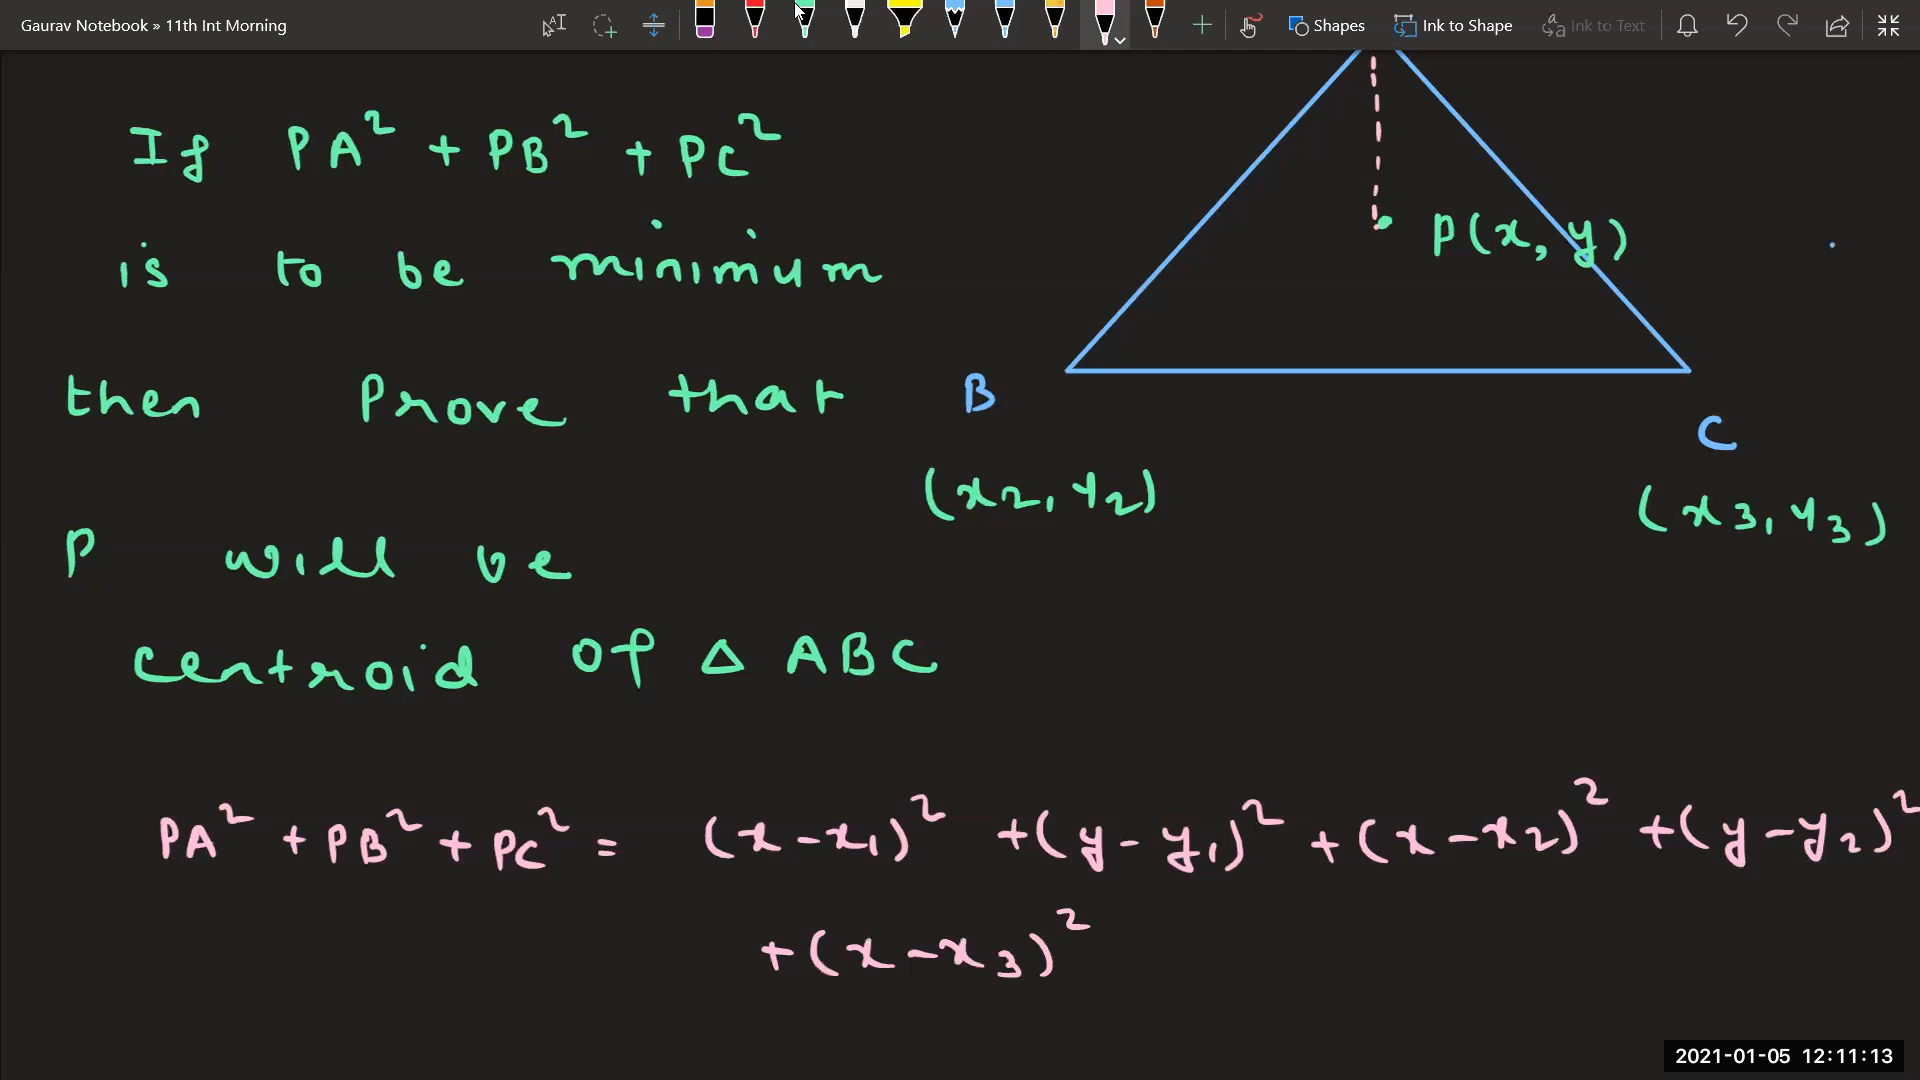 Gaurav Notebook » 11th Int Morning
Shapes
Ink to Shape
Ink to Text
If PA² + PB² + PC²
is to be minimum
then Prove that
P will be
centroid of Δ ABC
P(x, y)
B
(x2, y2)
C
(x3, y3)
PA² + PB² + PC² = (x-x₁)² +(y-y₁)² +(x-x2)² +(y-y2)²
+(x-x3)²
2021-01-05 12:11:13